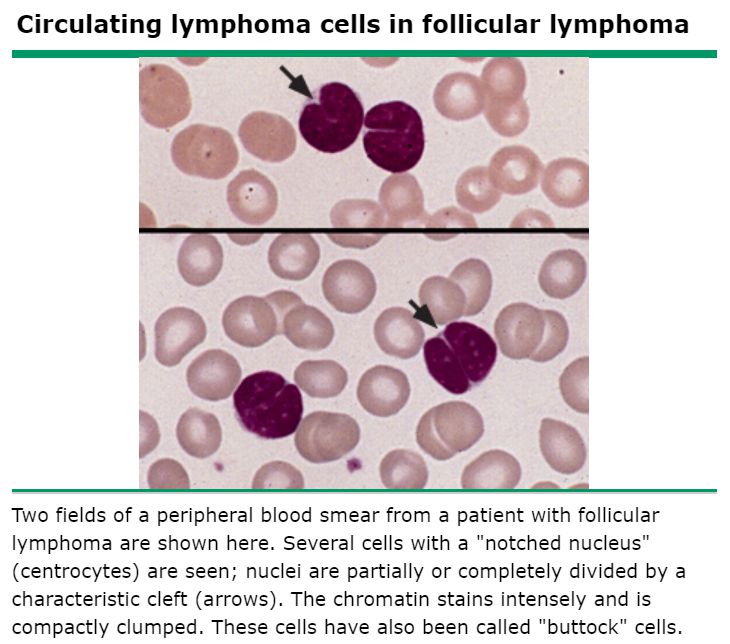 Circulating lymphoma cells in follicular lymphoma
Two fields of a peripheral blood smear from a patient with follicular
lymphoma are shown here. Several cells with a "notched nucleus"
(centrocytes) are seen; nuclei are partially or completely divided by a
characteristic cleft (arrows). The chromatin stains intensely and is
compactly clumped. These cells have also been called "buttock" cells.